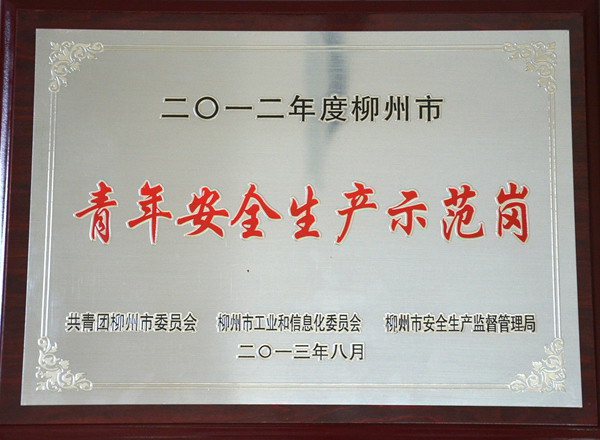 二〇一二年度柳州市
青年安全生产示范岗
共青团柳州市委员会 柳州市工业和信息化委员会 柳州市安全生产监督管理局
二〇一三年八月